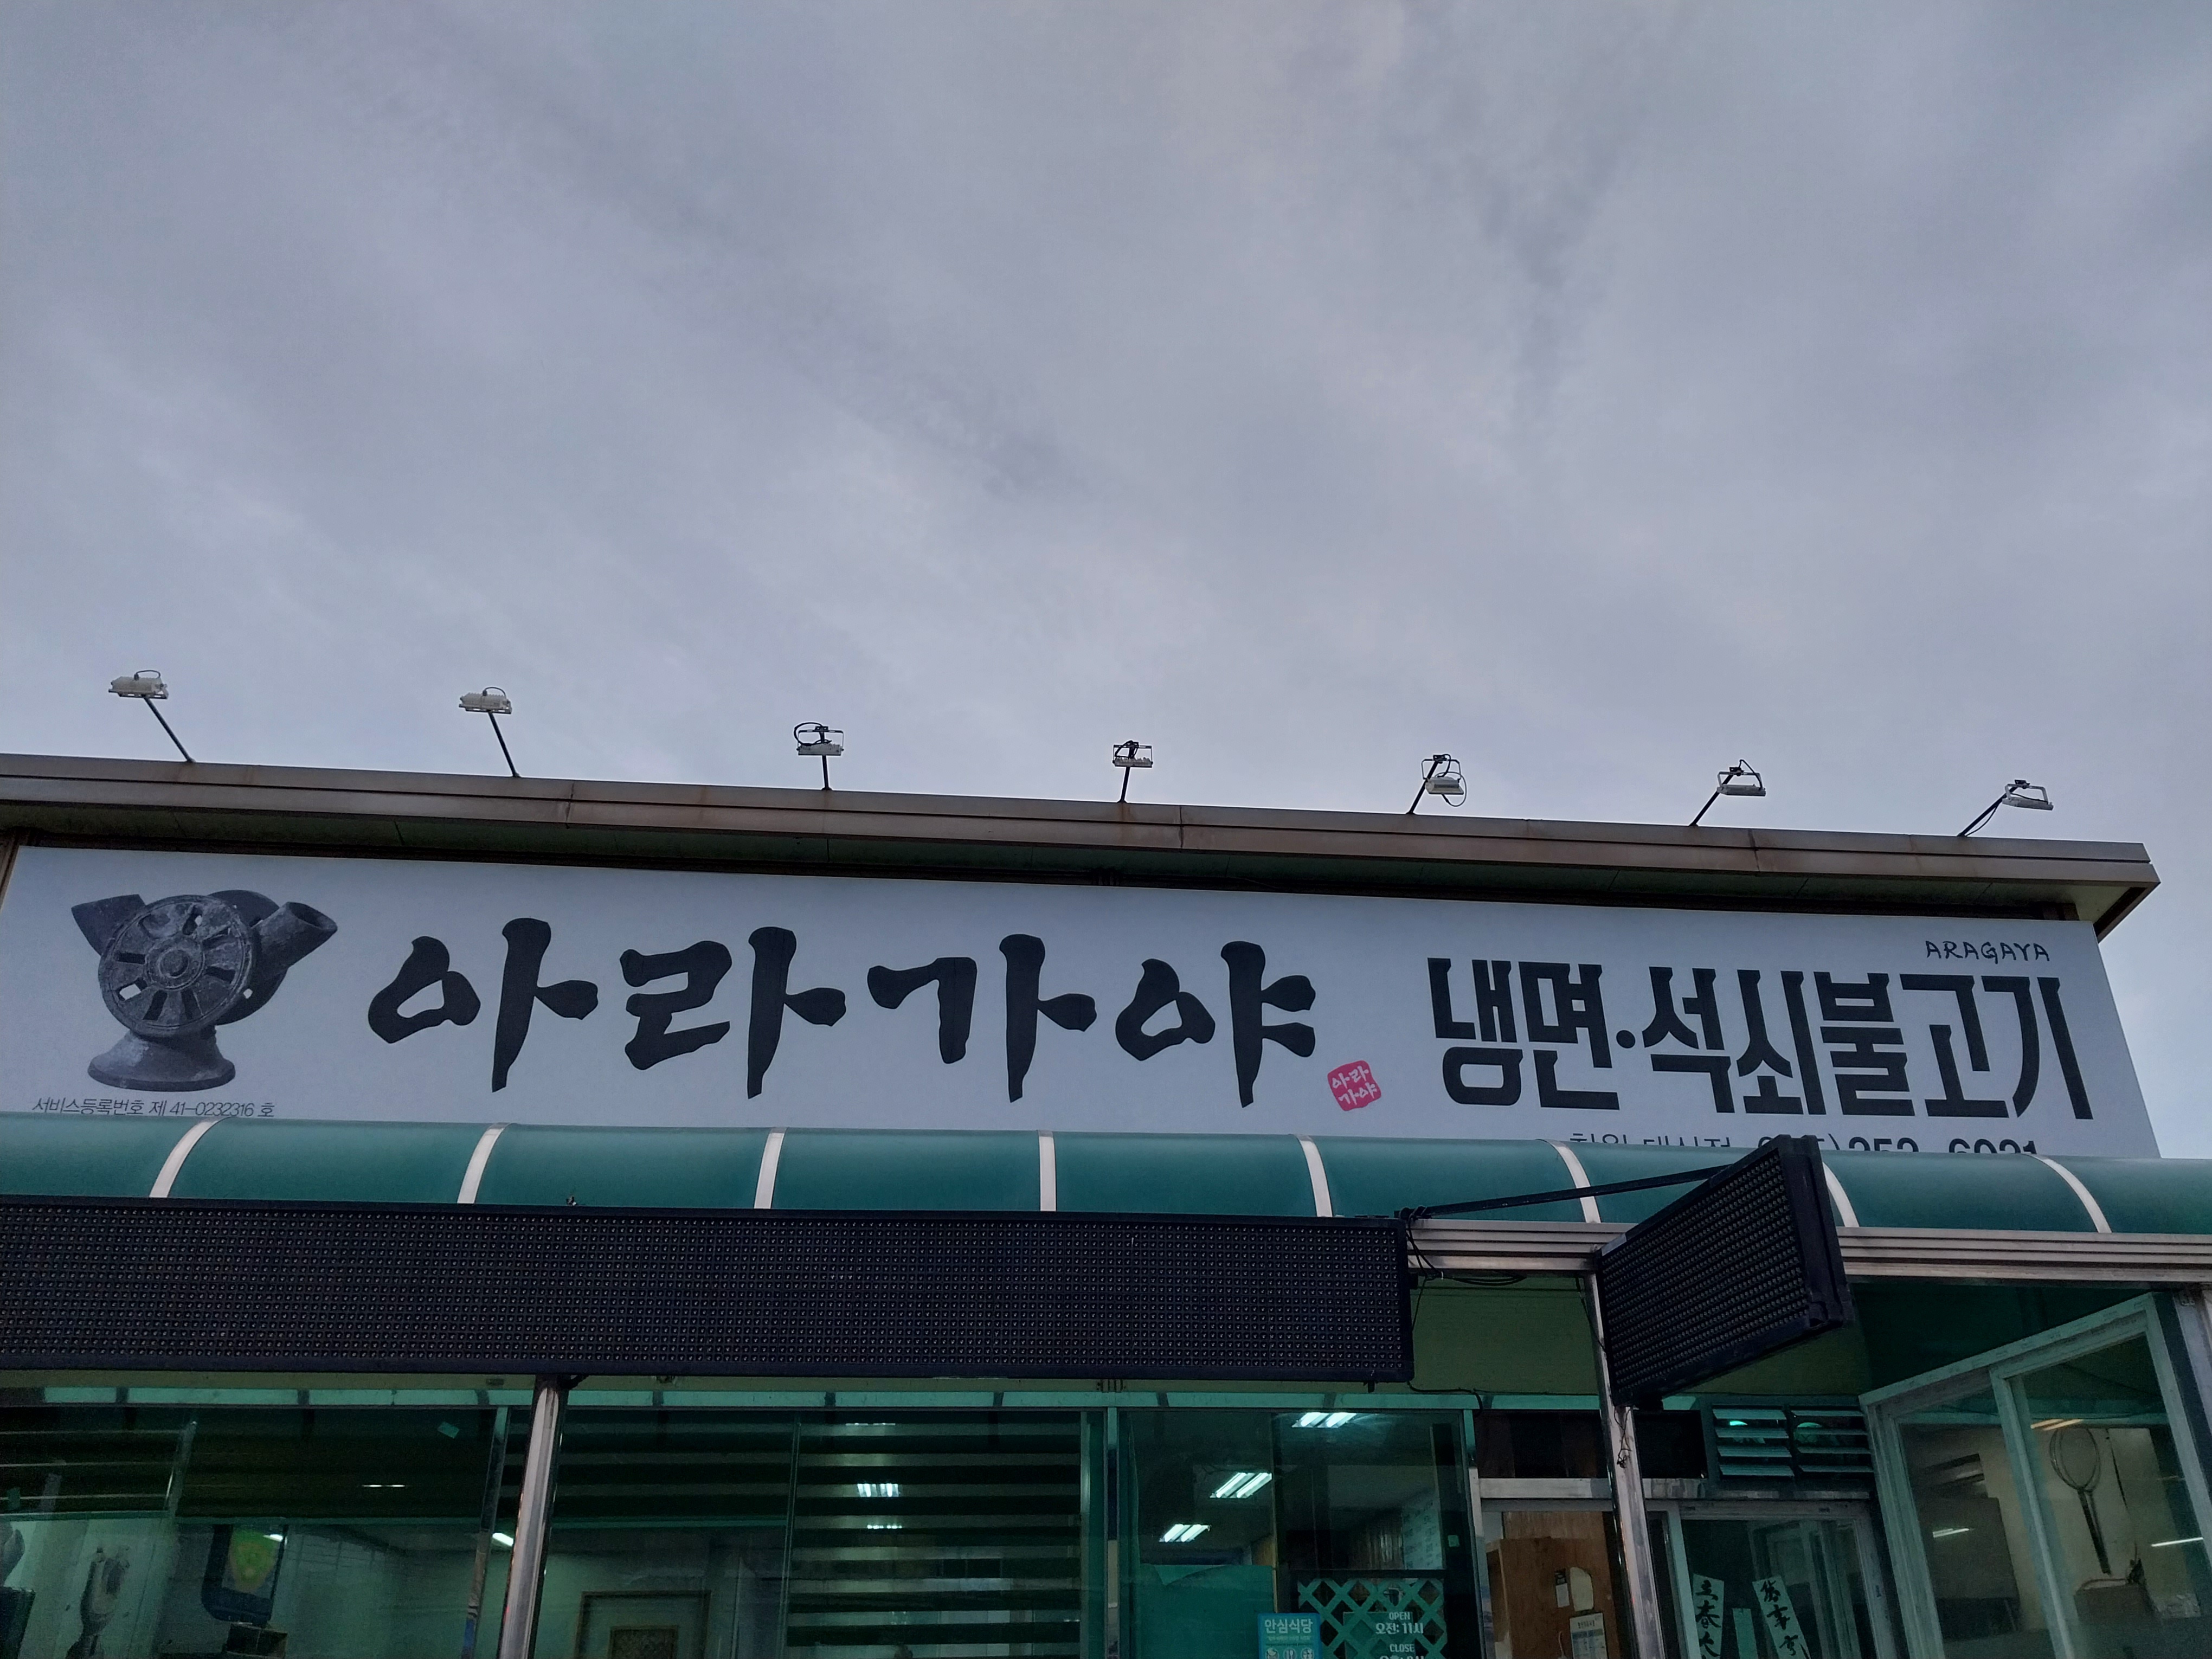 ARAGAYA
아라가야 냉면·석쇠불고기
아라
가야
서비스등록번호 제 41-0232316 호
252-6021
안심식당
OPEN
오전: 11시
CLOSE